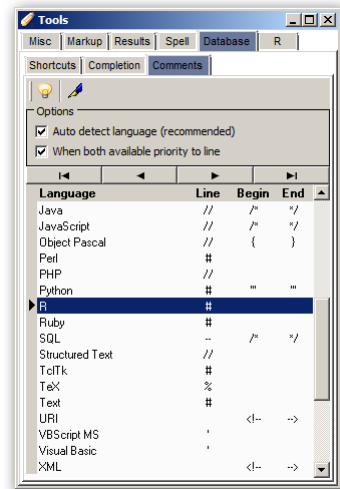 Tools
Misc Markup Results Spell Database R
Shortcuts Completion Comments
Options
Auto detect language (recommended)
When both available priority to line
Language Line Begin End
Java // /* */
JavaScript // /* */
Object Pascal // { }
Perl #
PHP //
Python # ''' '''
R #
Ruby #
SQL -- /* */
Structured Text //
TclTk #
TeX %
Text #
URI <!-- -->
VBScript MS '
Visual Basic '
XML <!-- -->